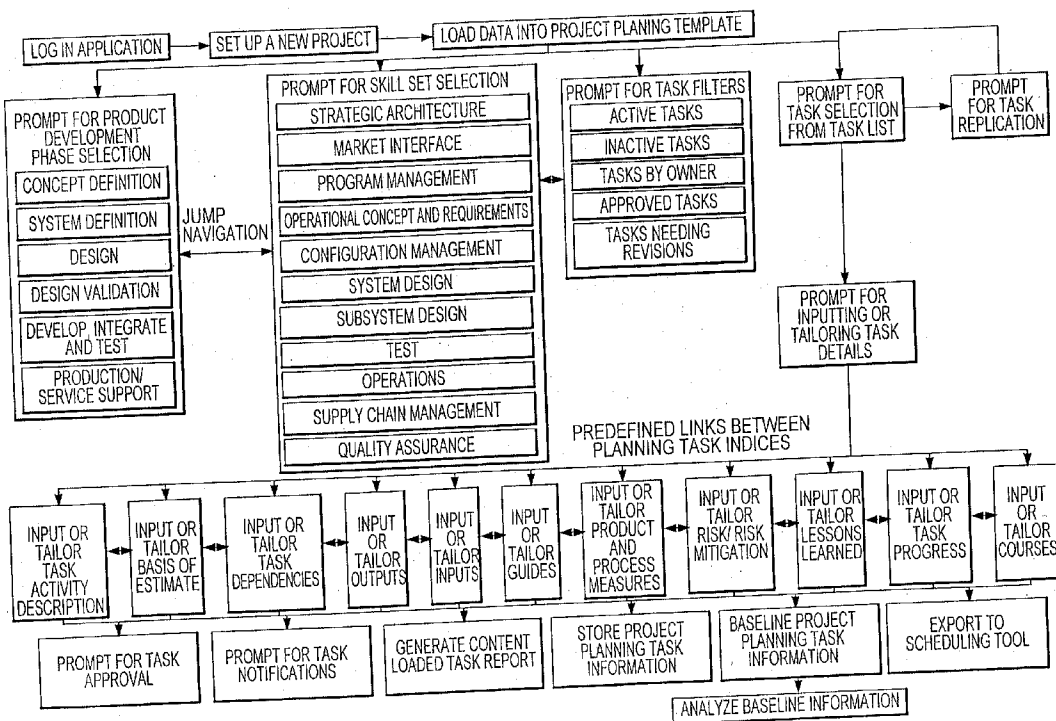 LOG IN APPLICATION
SET UP A NEW PROJECT
LOAD DATA INTO PROJECT PLANING TEMPLATE
PROMPT FOR PRODUCT
DEVELOPMENT
PHASE SELECTION
CONCEPT DEFINITION
SYSTEM DEFINITION
DESIGN
DESIGN VALIDATION
DEVELOP, INTEGRATE
AND TEST
PRODUCTION/
SERVICE SUPPORT
JUMP
NAVIGATION
PROMPT FOR SKILL SET SELECTION
STRATEGIC ARCHITECTURE
MARKET INTERFACE
PROGRAM MANAGEMENT
OPERATIONAL CONCEPT AND REQUIREMENTS
CONFIGURATION MANAGEMENT
SYSTEM DESIGN
SUBSYSTEM DESIGN
TEST
OPERATIONS
SUPPLY CHAIN MANAGEMENT
QUALITY ASSURANCE
PROMPT FOR TASK FILTERS
ACTIVE TASKS
INACTIVE TASKS
TASKS BY OWNER
APPROVED TASKS
TASKS NEEDING
REVISIONS
PROMPT FOR
TASK SELECTION
FROM TASK LIST
PROMPT
FOR TASK
REPLICATION
PROMPT FOR
INPUTTING OR
TAILORING TASK
DETAILS
PREDEFINED LINKS BETWEEN
PLANNING TASK INDICES
INPUT OR
TAILOR
TASK
ACTIVITY
DESCRIPTION
INPUT OR
TAILOR
BASIS OF
ESTIMATE
INPUT OR
TAILOR
TASK
DEPENDENCIES
INPUT
OR
TAILOR
OUTPUTS
INPUT
OR
TAILOR
INPUTS
INPUT
OR
TAILOR
GUIDES
INPUT OR
TAILOR
PRODUCT
AND
PROCESS
MEASURES
INPUT OR
TAILOR
RISK/ RISK
MITIGATION
INPUT OR
TAILOR
LESSONS
LEARNED
INPUT OR
TAILOR
TASK
PROGRESS
INPUT
OR
TAILOR
COURSES
PROMPT FOR TASK
APPROVAL
PROMPT FOR TASK
NOTIFICATIONS
GENERATE CONTENT
LOADED TASK REPORT
STORE PROJECT
PLANNING TASK
INFORMATION
BASELINE PROJECT
PLANNING TASK
INFORMATION
EXPORT TO
SCHEDULING TOOL
ANALYZE BASELINE INFORMATION